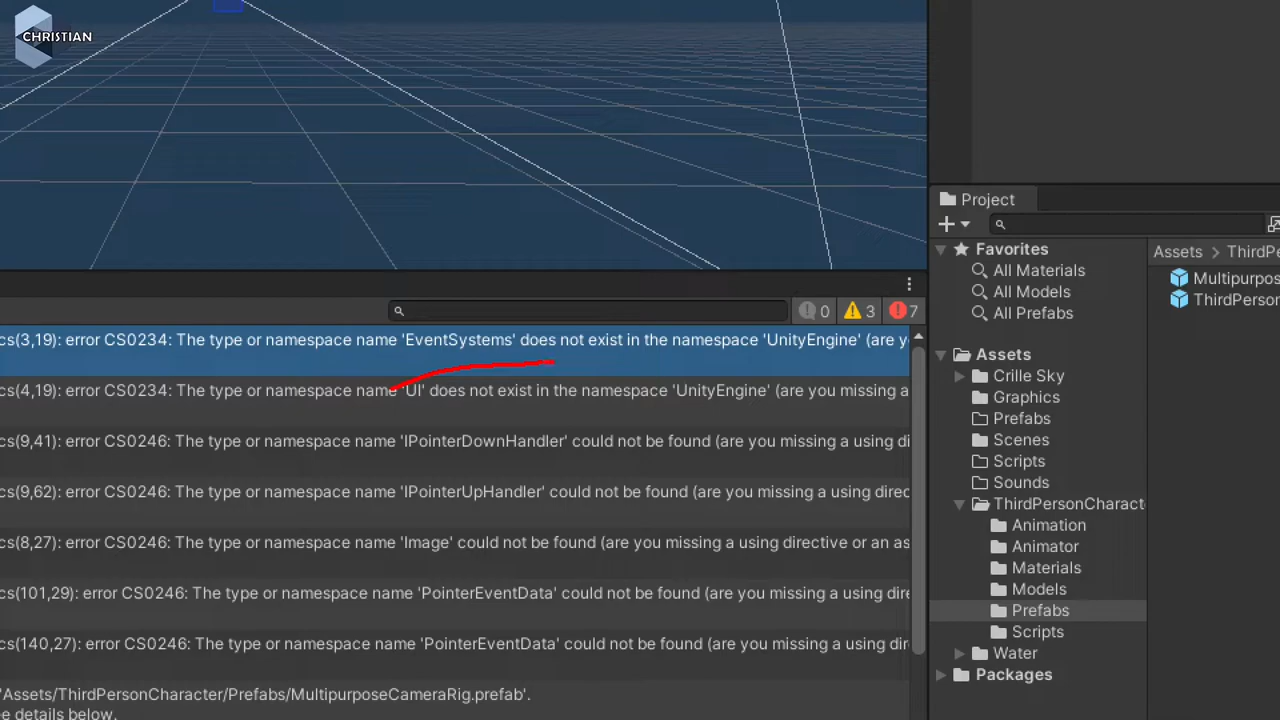 CHRISTIAN
Project
Favorites
All Materials
All Models
All Prefabs
Assets
Crille Sky
Graphics
Prefabs
Scenes
Scripts
Sounds
ThirdPersonCharact
Animation
Animator
Materials
Models
Prefabs
Scripts
Water
Packages
Assets > ThirdPe
Multipurpos
ThirdPerson
0 3 7
cs(3,19): error CS0234: The type or namespace name 'EventSystems' does not exist in the namespace 'UnityEngine' (are y
cs(4,19): error CS0234: The type or namespace name 'UI' does not exist in the namespace 'UnityEngine' (are you missing a
cs(9,41): error CS0246: The type or namespace name 'IPointerDownHandler' could not be found (are you missing a using di
cs(9,62): error CS0246: The type or namespace name 'IPointerUpHandler' could not be found (are you missing a using direc
cs(8,27): error CS0246: The type or namespace name 'Image' could not be found (are you missing a using directive or an as
cs(101,29): error CS0246: The type or namespace name 'PointerEventData' could not be found (are you missing a using dire
cs(140,27): error CS0246: The type or namespace name 'PointerEventData' could not be found (are you missing a using dire
'Assets/ThirdPersonCharacter/Prefabs/MultipurposeCameraRig.prefab'.
e details below.